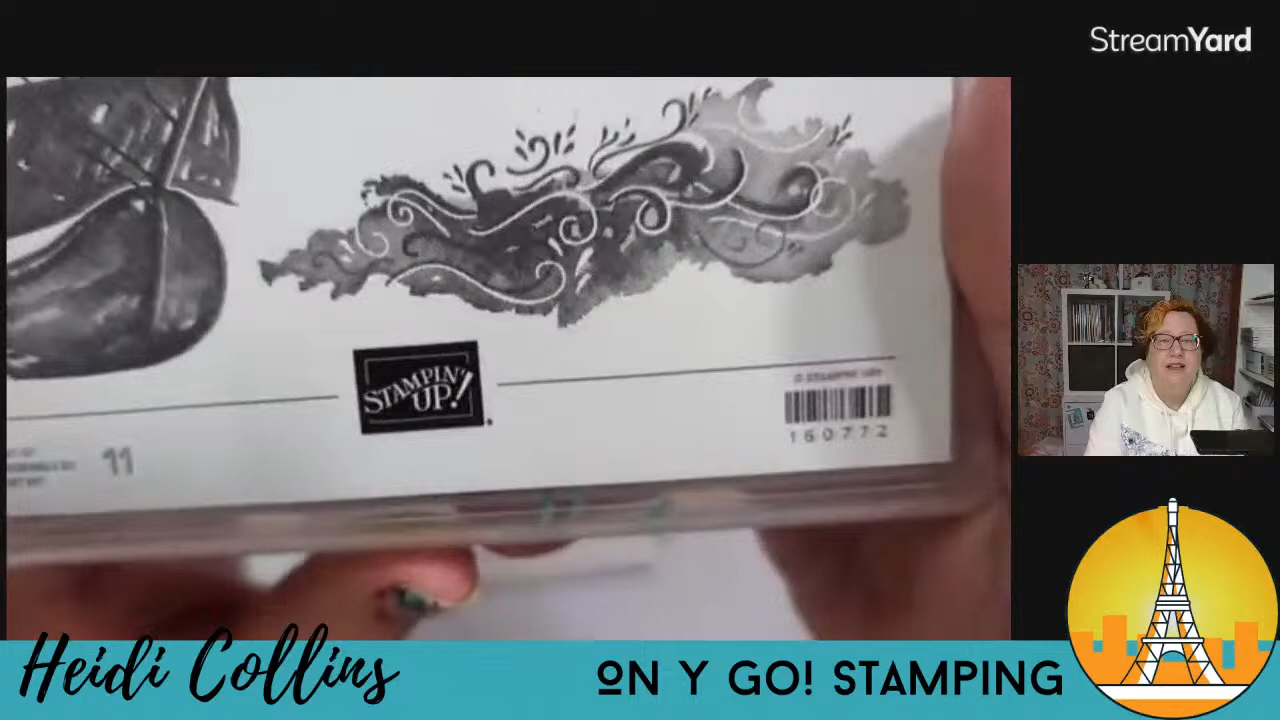 StreamYard
STAMPIN'
UP!
11
160772
Heidi Collins
ON Y GO! STAMPING